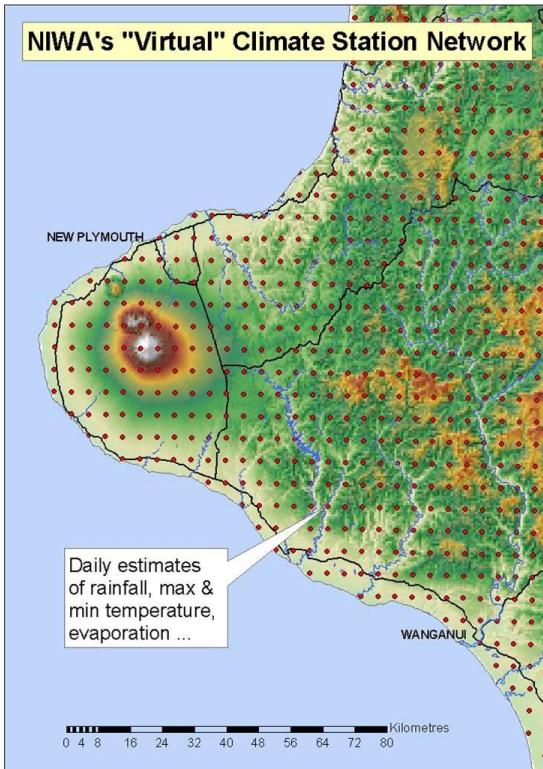 NIWA's "Virtual" Climate Station Network
NEW PLYMOUTH
Daily estimates
of rainfall, max &
min temperature,
evaporation ...
WANGANUI
Kilometres
0 4 8 16 24 32 40 48 56 64 72 80